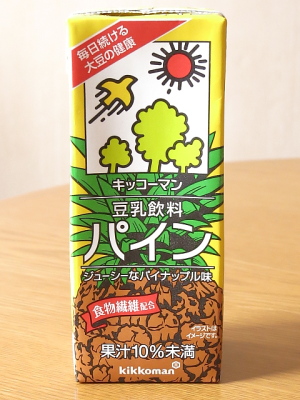 毎日続ける
大豆の健康
キッコーマン
豆乳飲料
パイン
ジューシーなパイナップル味
食物繊維配合
イラストは
イメージです。
果汁10%未満
kikkoman